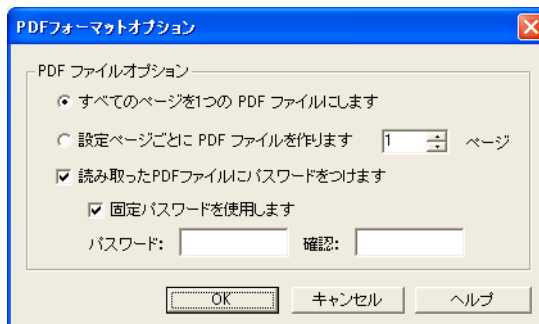 PDFフォーマットオプション
PDF ファイルオプション
すべてのページを1つの PDF ファイルにします
設定ページごとに PDF ファイルを作ります 1 ページ
読み取ったPDFファイルにパスワードをつけます
固定パスワードを使用します
パスワード: 確認:
OK キャンセル ヘルプ